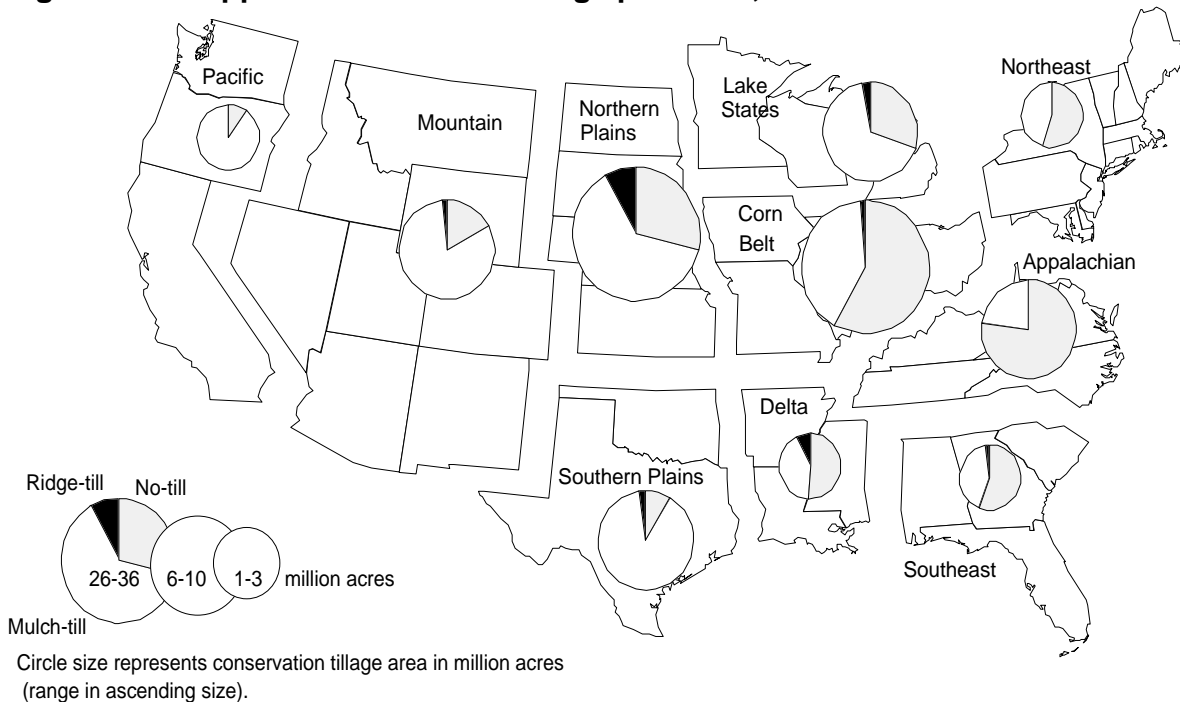 Pacific
Mountain
Northern
Plains
Lake
States
Northeast
Corn
Belt
Appalachian
Delta
Southern Plains
Southeast
Ridge-till
No-till
26-36
6-10
1-3
million acres
Mulch-till
Circle size represents conservation tillage area in million acres
(range in ascending size).